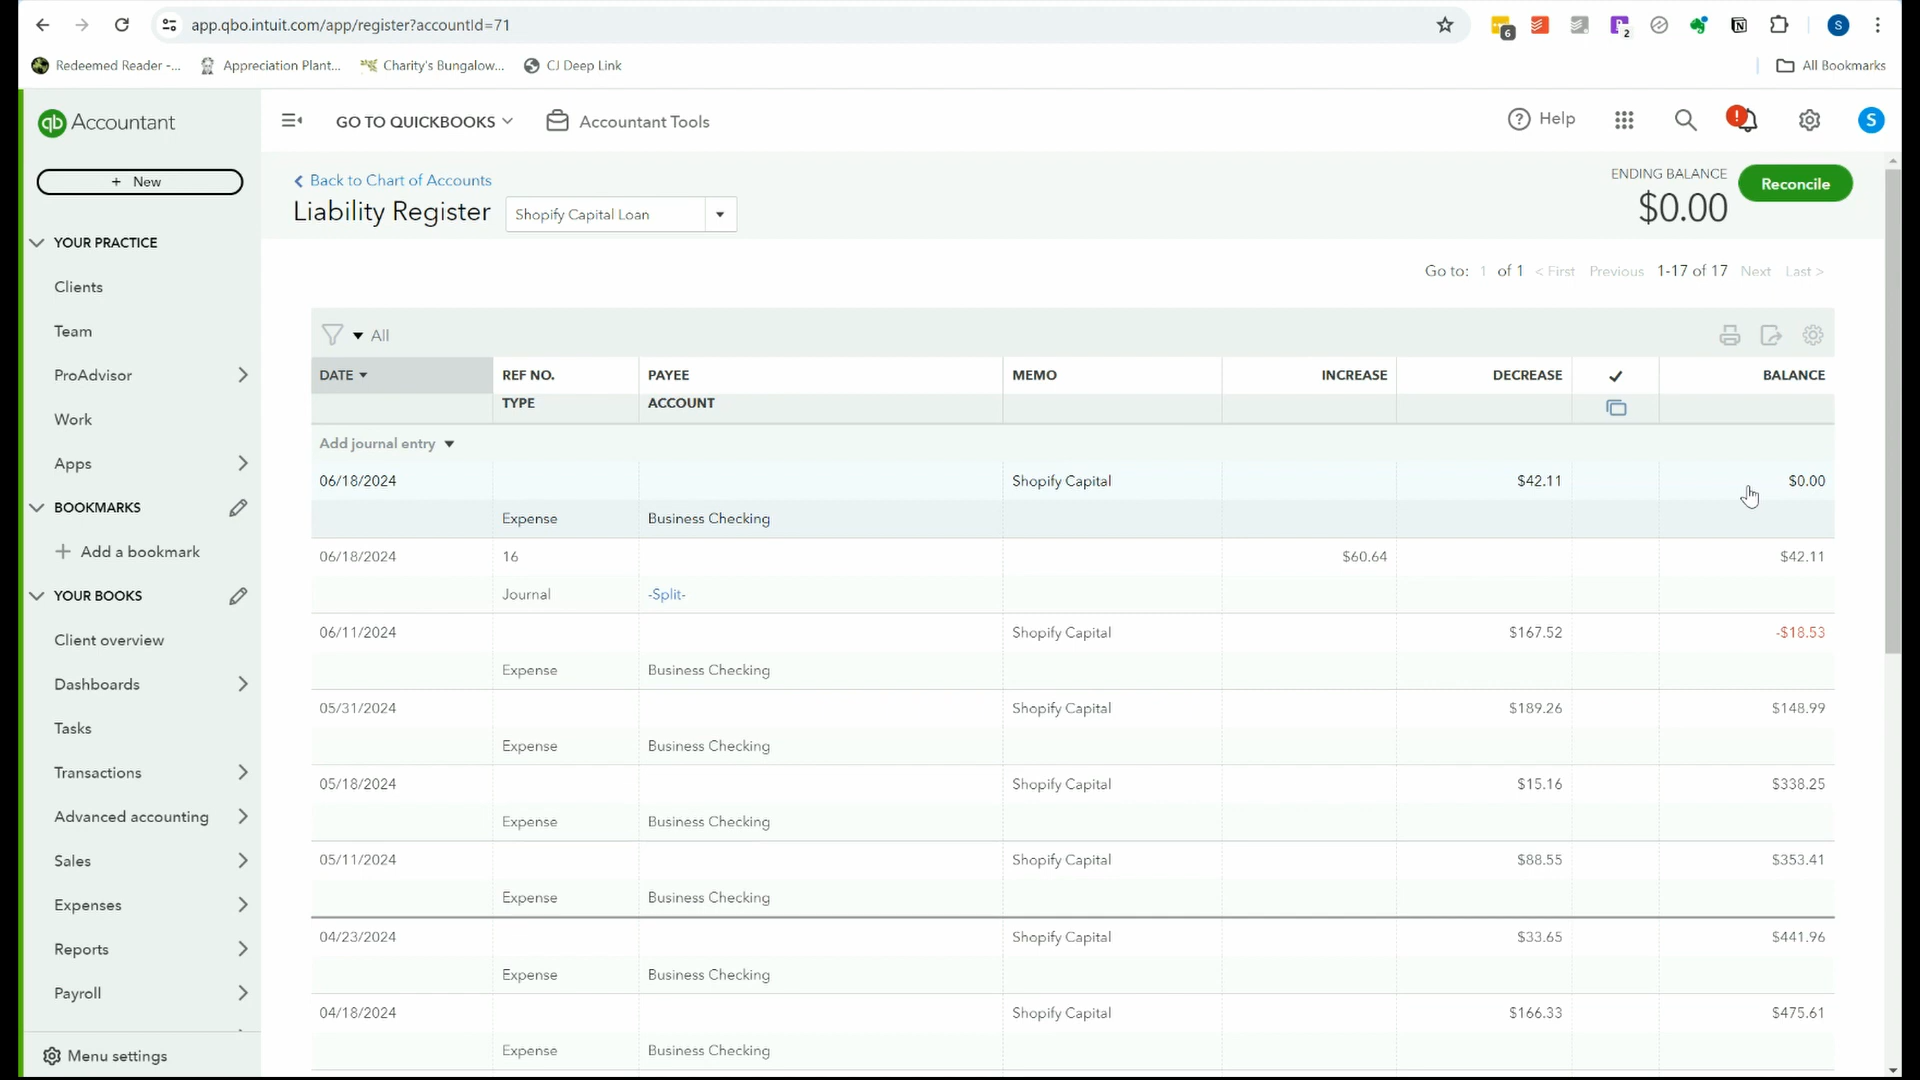 app.qbo.intuit.com/app/register?accountId=71
6
2
S
Redeemed Reader -...
Appreciation Plant...
Charity's Bungalow...
CJ Deep Link
All Bookmarks
qb Accountant
GO TO QUICKBOOKS
Accountant Tools
Help
S
+ New
Back to Chart of Accounts
Liability Register
Shopify Capital Loan
ENDING BALANCE
$0.00
Reconcile
YOUR PRACTICE
Clients
Team
ProAdvisor
Work
Apps
BOOKMARKS
Add a bookmark
YOUR BOOKS
Client overview
Dashboards
Tasks
Transactions
Advanced accounting
Sales
Expenses
Reports
Payroll
Menu settings
Go to: 1 of 1 < First Previous 1-17 of 17 Next Last >
All
DATE REF NO. PAYEE MEMO INCREASE DECREASE ✓ BALANCE
TYPE ACCOUNT
Add journal entry
06/18/2024 Shopify Capital $42.11 $0.00
Expense Business Checking
06/18/2024 16 $60.64 $42.11
Journal -Split-
06/11/2024 Shopify Capital $167.52 -$18.53
Expense Business Checking
05/31/2024 Shopify Capital $189.26 $148.99
Expense Business Checking
05/18/2024 Shopify Capital $15.16 $338.25
Expense Business Checking
05/11/2024 Shopify Capital $88.55 $353.41
Expense Business Checking
04/23/2024 Shopify Capital $33.65 $441.96
Expense Business Checking
04/18/2024 Shopify Capital $166.33 $475.61
Expense Business Checking